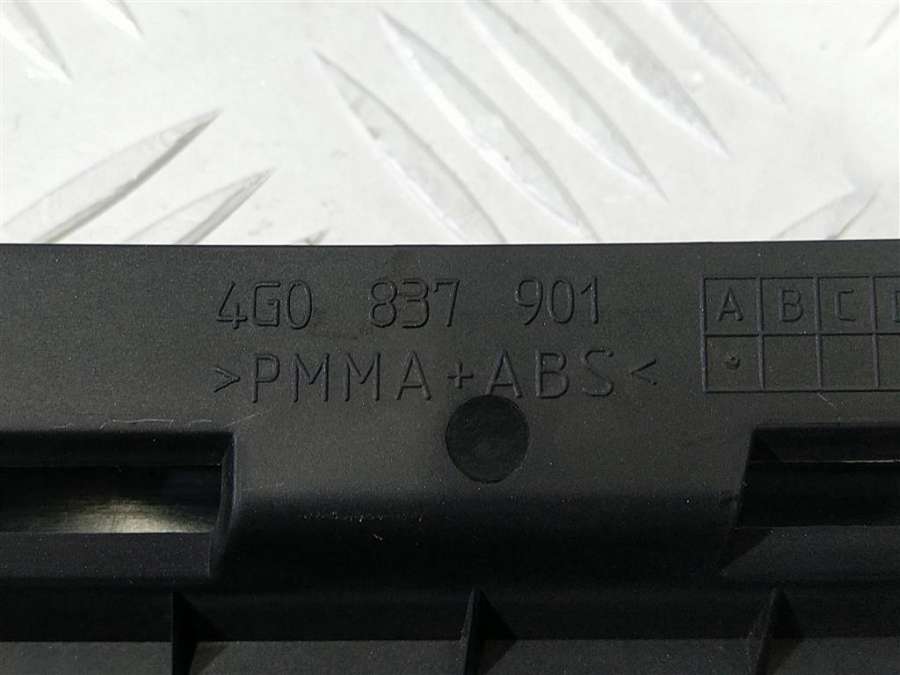 4G0 837 901
>PMMA+ABS<
A B C